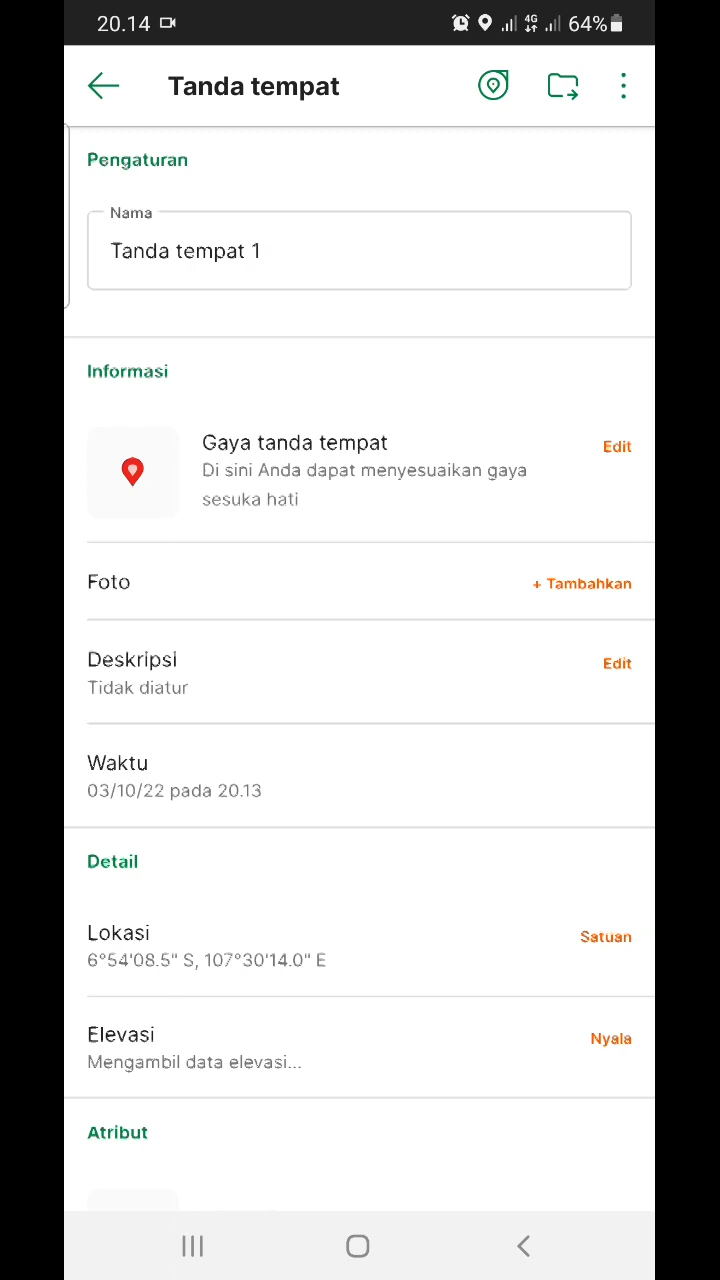 20.14
4G
64%
Tanda tempat
Pengaturan
Nama
Tanda tempat 1
Informasi
Gaya tanda tempat
Edit
Di sini Anda dapat menyesuaikan gaya
sesuka hati
Foto
+ Tambahkan
Deskripsi
Edit
Tidak diatur
Waktu
03/10/22 pada 20.13
Detail
Lokasi
Satuan
6°54'08.5" S, 107°30'14.0" E
Elevasi
Nyala
Mengambil data elevasi...
Atribut